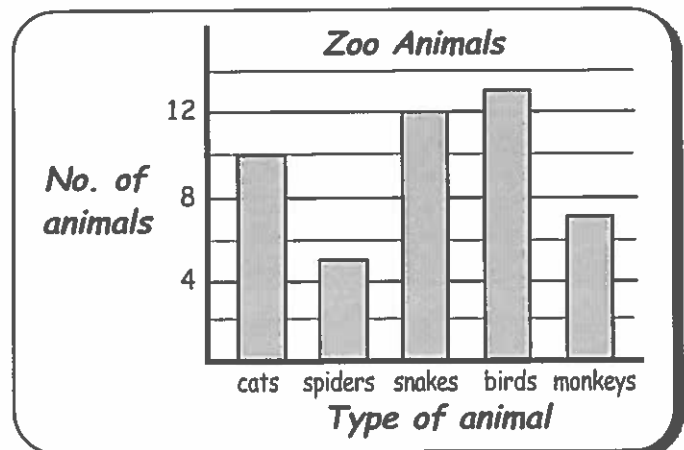 Zoo Animals
12
No. of
animals
8
4
cats spiders snakes birds monkeys
Type of animal